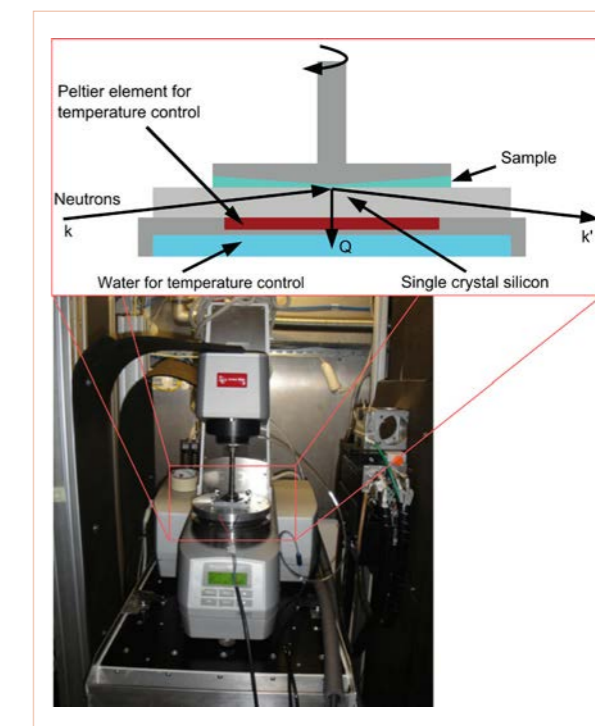 Peltier element for
temperature control
Sample
Neutrons
k
k'
Q
Water for temperature control
Single crystal silicon